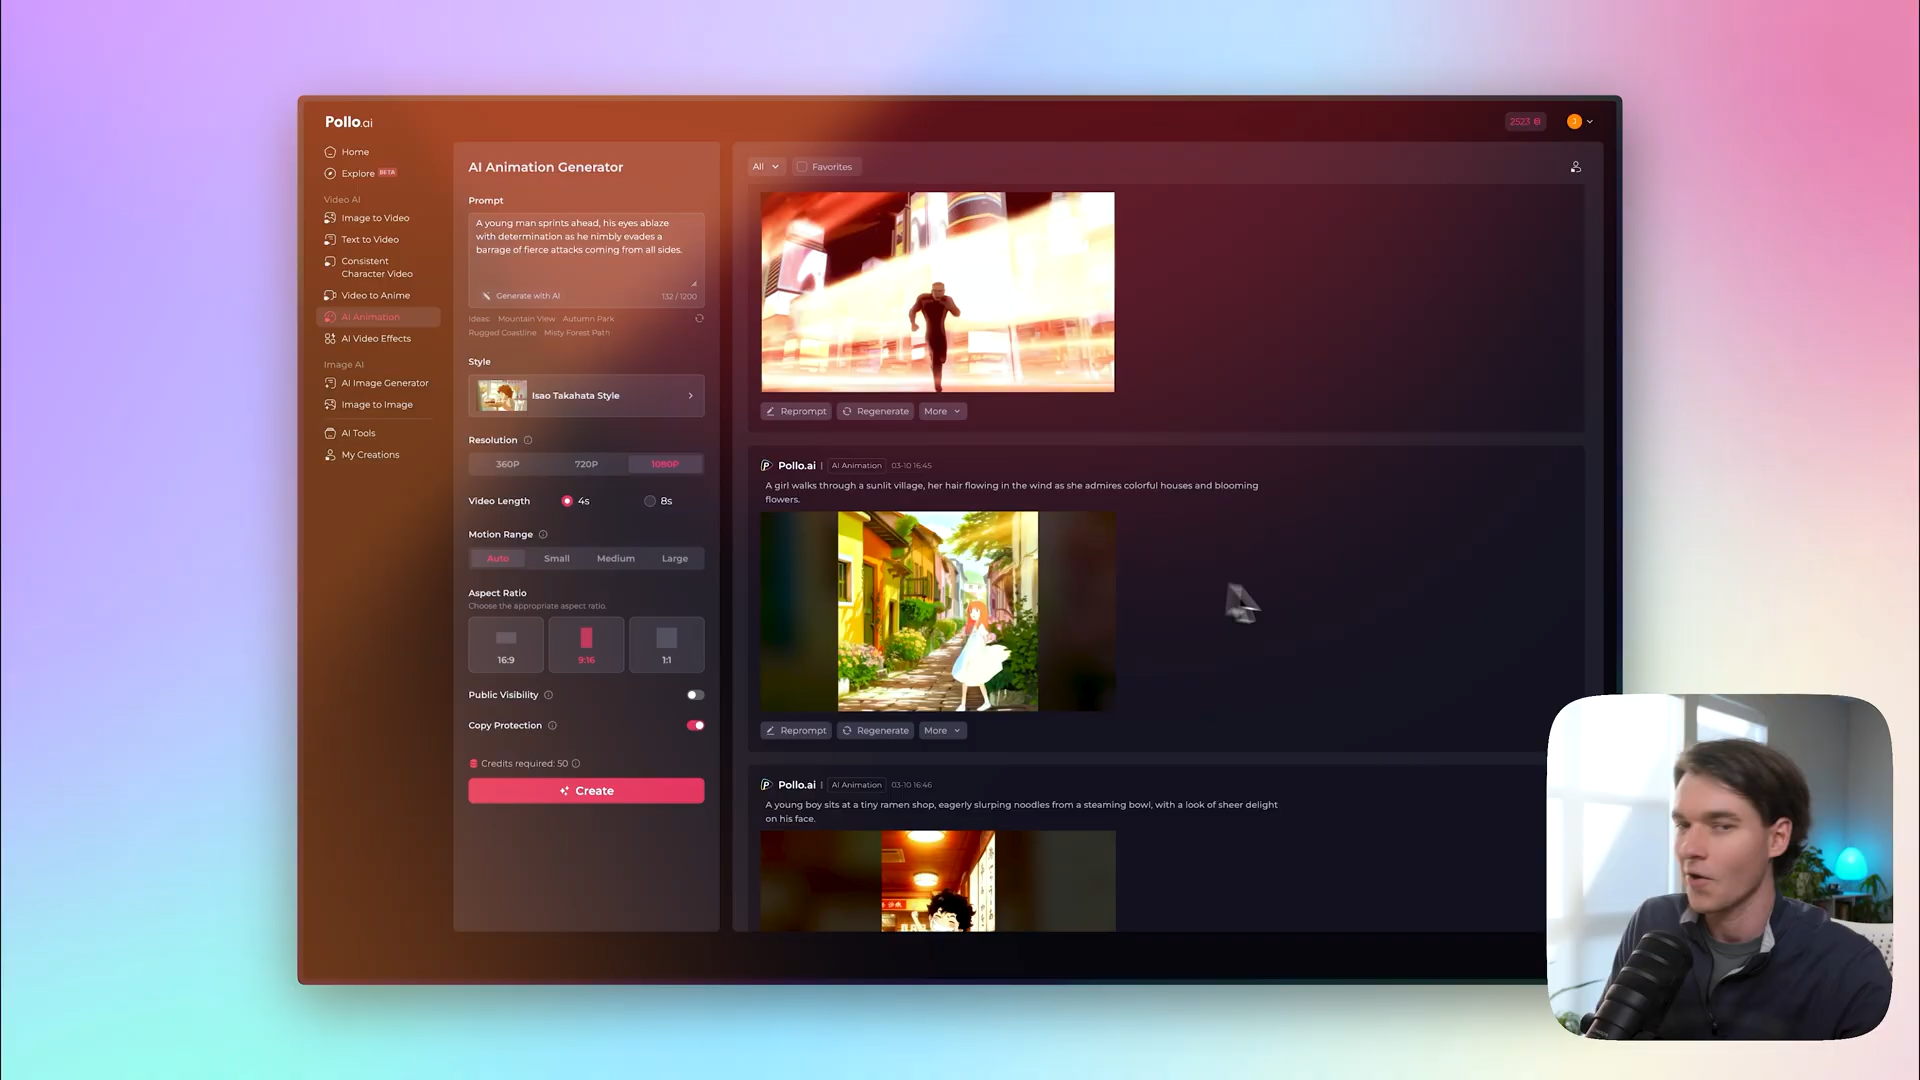 Pollo.ai
2523
J
Home
Explore BETA
Video AI
Image to Video
Text to Video
Consistent
Character Video
Video to Anime
AI Animation
AI Video Effects
Image AI
AI Image Generator
Image to Image
AI Tools
My Creations
AI Animation Generator
Prompt
A young man sprints ahead, his eyes ablaze
with determination as he nimbly evades a
barrage of fierce attacks coming from all sides.
Generate with AI
132 / 1200
Ideas: Mountain View Autumn Park
Rugged Coastline Misty Forest Path
Style
Isao Takahata Style
Resolution
360P 720P 1080P
Video Length 4s 8s
Motion Range
Auto Small Medium Large
Aspect Ratio
Choose the appropriate aspect ratio.
16:9 9:16 1:1
Public Visibility
Copy Protection
Credits required: 50
Create
All Favorites
Reprompt Regenerate More
Pollo.ai | AI Animation 03-10 16:45
A girl walks through a sunlit village, her hair flowing in the wind as she admires colorful houses and blooming
flowers.
Reprompt Regenerate More
Pollo.ai | AI Animation 03-10 16:46
A young boy sits at a tiny ramen shop, eagerly slurping noodles from a steaming bowl, with a look of sheer delight
on his face.